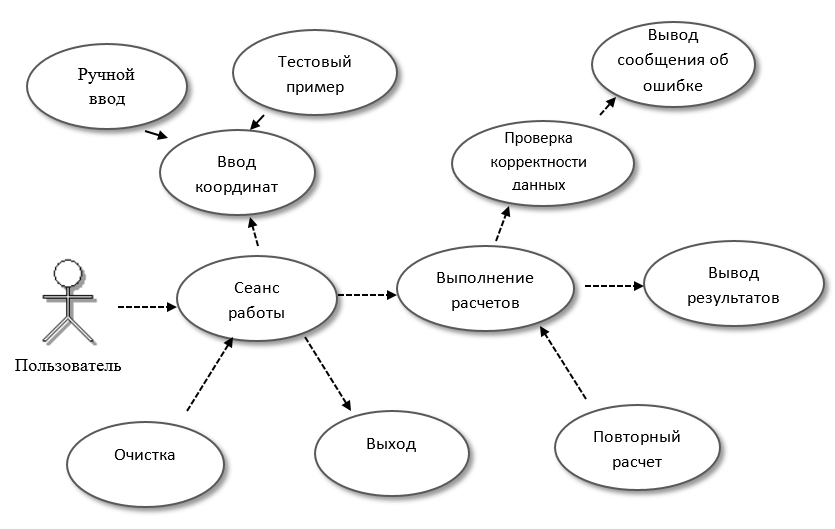 Ручной
ввод
Тестовый
пример
Вывод
сообщения об
ошибке
Ввод
координат
Проверка
корректности
данных
Сеанс
работы
Выполнение
расчетов
Вывод
результатов
Пользователь
Очистка
Выход
Повторный
расчет